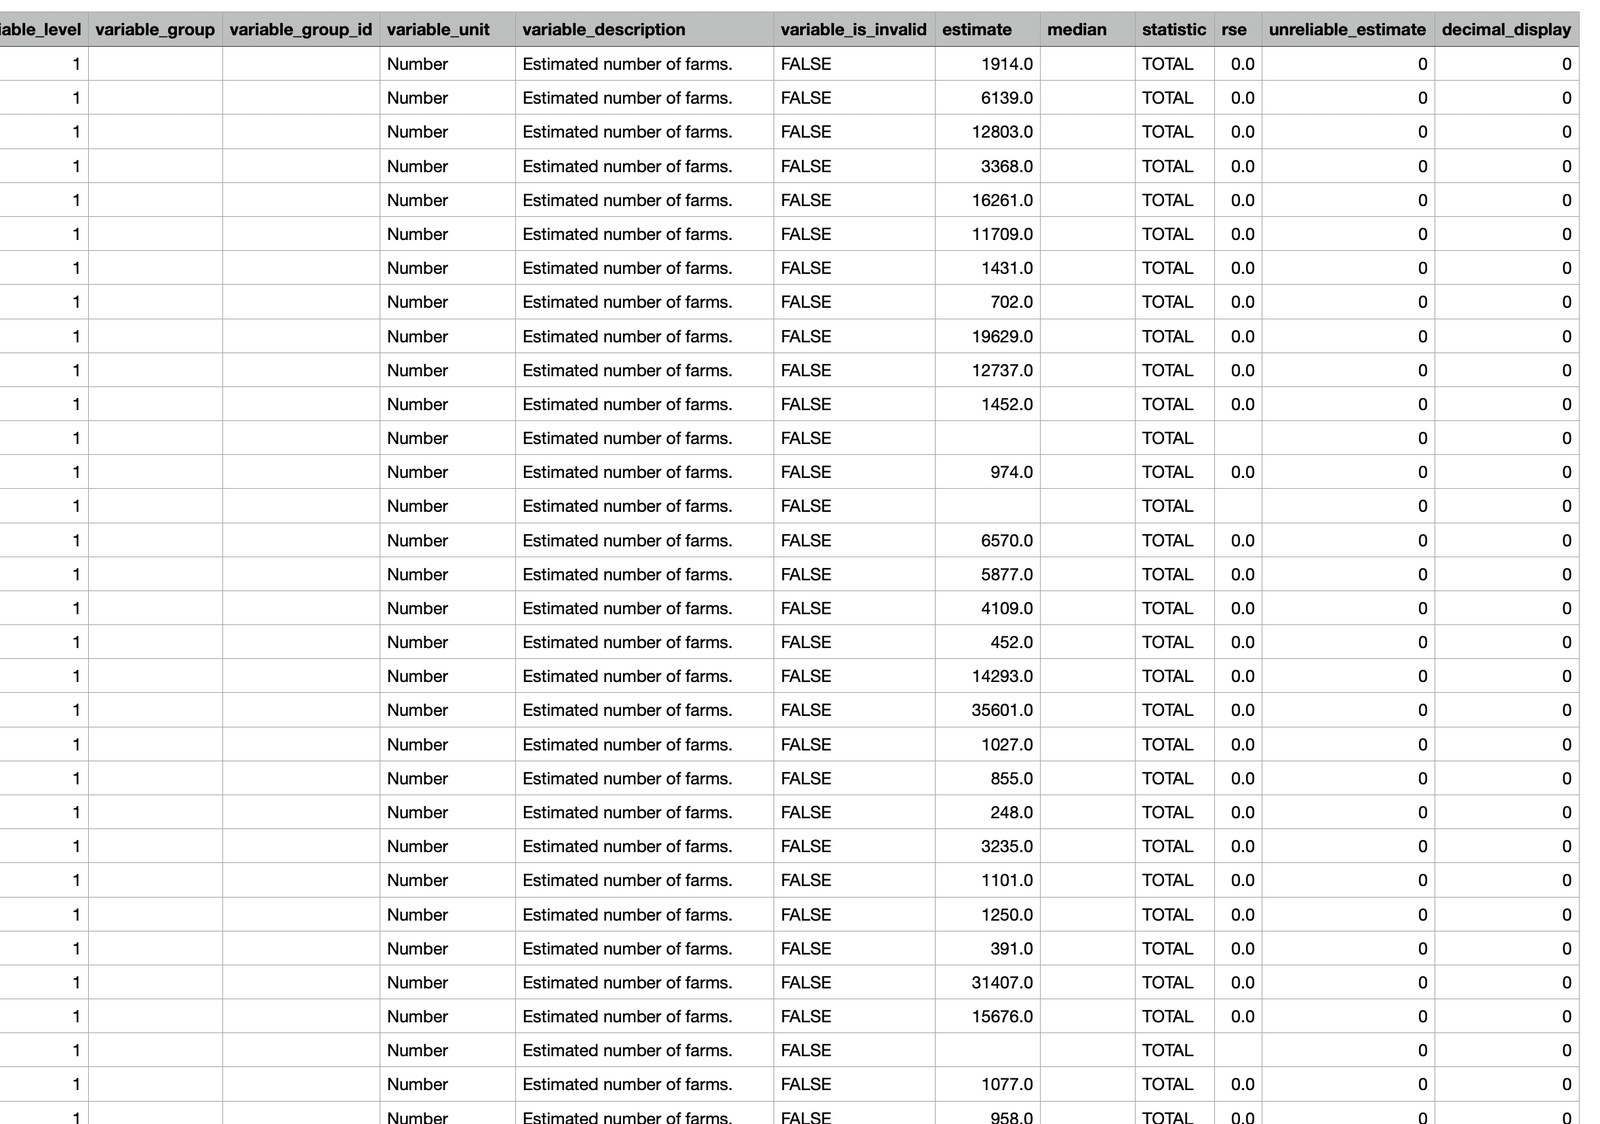 iable_level variable_group variable_group_id variable_unit variable_description variable_is_invalid estimate median statistic rse unreliable_estimate decimal_display
1 Number Estimated number of farms. FALSE 1914.0 TOTAL 0.0 0 0
1 Number Estimated number of farms. FALSE 6139.0 TOTAL 0.0 0 0
1 Number Estimated number of farms. FALSE 12803.0 TOTAL 0.0 0 0
1 Number Estimated number of farms. FALSE 3368.0 TOTAL 0.0 0 0
1 Number Estimated number of farms. FALSE 16261.0 TOTAL 0.0 0 0
1 Number Estimated number of farms. FALSE 11709.0 TOTAL 0.0 0 0
1 Number Estimated number of farms. FALSE 1431.0 TOTAL 0.0 0 0
1 Number Estimated number of farms. FALSE 702.0 TOTAL 0.0 0 0
1 Number Estimated number of farms. FALSE 19629.0 TOTAL 0.0 0 0
1 Number Estimated number of farms. FALSE 12737.0 TOTAL 0.0 0 0
1 Number Estimated number of farms. FALSE 1452.0 TOTAL 0.0 0 0
1 Number Estimated number of farms. FALSE TOTAL 0 0
1 Number Estimated number of farms. FALSE 974.0 TOTAL 0.0 0 0
1 Number Estimated number of farms. FALSE TOTAL 0 0
1 Number Estimated number of farms. FALSE 6570.0 TOTAL 0.0 0 0
1 Number Estimated number of farms. FALSE 5877.0 TOTAL 0.0 0 0
1 Number Estimated number of farms. FALSE 4109.0 TOTAL 0.0 0 0
1 Number Estimated number of farms. FALSE 452.0 TOTAL 0.0 0 0
1 Number Estimated number of farms. FALSE 14293.0 TOTAL 0.0 0 0
1 Number Estimated number of farms. FALSE 35601.0 TOTAL 0.0 0 0
1 Number Estimated number of farms. FALSE 1027.0 TOTAL 0.0 0 0
1 Number Estimated number of farms. FALSE 855.0 TOTAL 0.0 0 0
1 Number Estimated number of farms. FALSE 248.0 TOTAL 0.0 0 0
1 Number Estimated number of farms. FALSE 3235.0 TOTAL 0.0 0 0
1 Number Estimated number of farms. FALSE 1101.0 TOTAL 0.0 0 0
1 Number Estimated number of farms. FALSE 1250.0 TOTAL 0.0 0 0
1 Number Estimated number of farms. FALSE 391.0 TOTAL 0.0 0 0
1 Number Estimated number of farms. FALSE 31407.0 TOTAL 0.0 0 0
1 Number Estimated number of farms. FALSE 15676.0 TOTAL 0.0 0 0
1 Number Estimated number of farms. FALSE TOTAL 0 0
1 Number Estimated number of farms. FALSE 1077.0 TOTAL 0.0 0 0
1 Number Estimated number of farms. FALSE 958.0 TOTAL 0.0 0 0